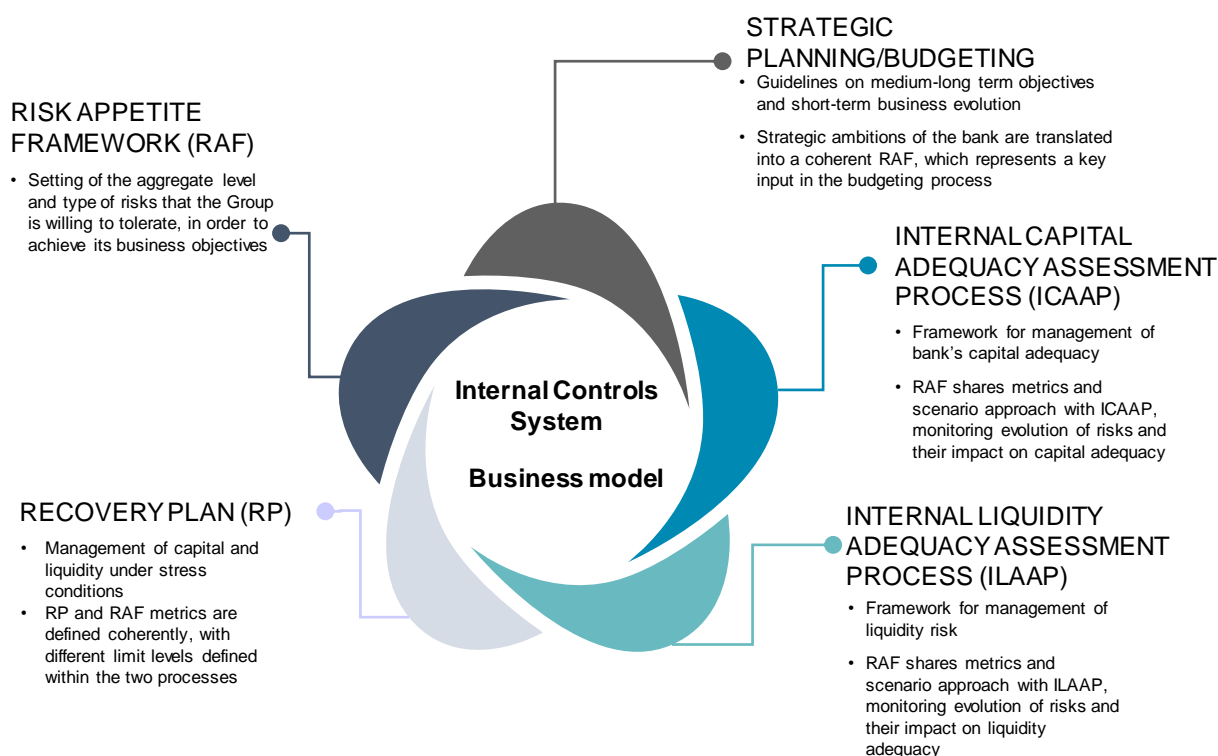 STRATEGIC
PLANNING/BUDGETING
• Guidelines on medium-long term objectives
and short-term business evolution
• Strategic ambitions of the bank are translated
into a coherent RAF, which represents a key
input in the budgeting process
RISK APPETITE
FRAMEWORK (RAF)
• Setting of the aggregate level
and type of risks that the Group
is willing to tolerate, in order to
achieve its business objectives
INTERNAL CAPITAL
ADEQUACY ASSESSMENT
PROCESS (ICAAP)
• Framework for management of
bank's capital adequacy
• RAF shares metrics and
scenario approach with ICAAP,
monitoring evolution of risks and
their impact on capital adequacy
Internal Controls
System
Business model
RECOVERY PLAN (RP)
• Management of capital and
liquidity under stress
conditions
• RP and RAF metrics are
defined coherently, with
different limit levels defined
within the two processes
INTERNAL LIQUIDITY
ADEQUACY ASSESSMENT
PROCESS (ILAAP)
• Framework for management of
liquidity risk
• RAF shares metrics and
scenario approach with ILAAP,
monitoring evolution of risks and
their impact on liquidity
adequacy